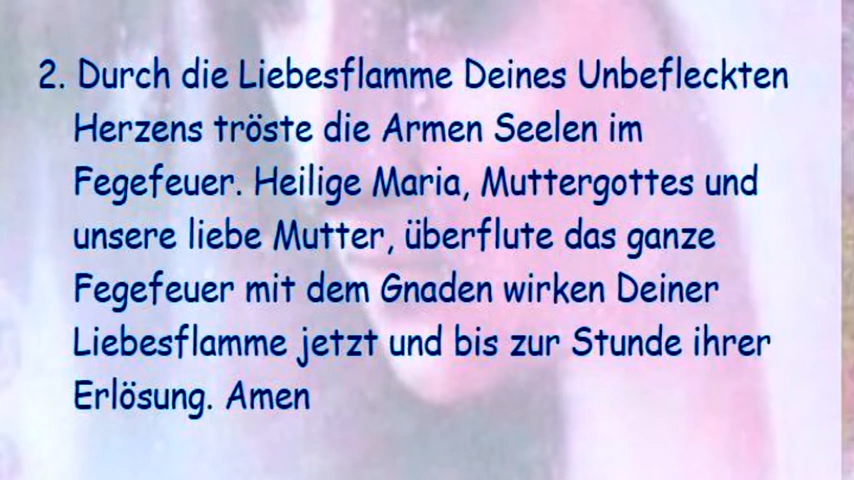 2. Durch die Liebesflamme Deines Unbefleckten
Herzens tröste die Armen Seelen im
Fegefeuer. Heilige Maria, Muttergottes und
unsere liebe Mutter, überflute das ganze
Fegefeuer mit dem Gnaden wirken Deiner
Liebesflamme jetzt und bis zur Stunde ihrer
Erlösung. Amen